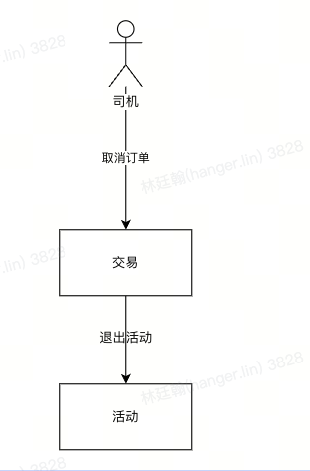 .lin) 3828
司机
取消订单
林廷翰(hanger.lin) 3828
交易
.lin) 3828
退出活动
林廷翰(hanger.lin) 3828
活动
3828